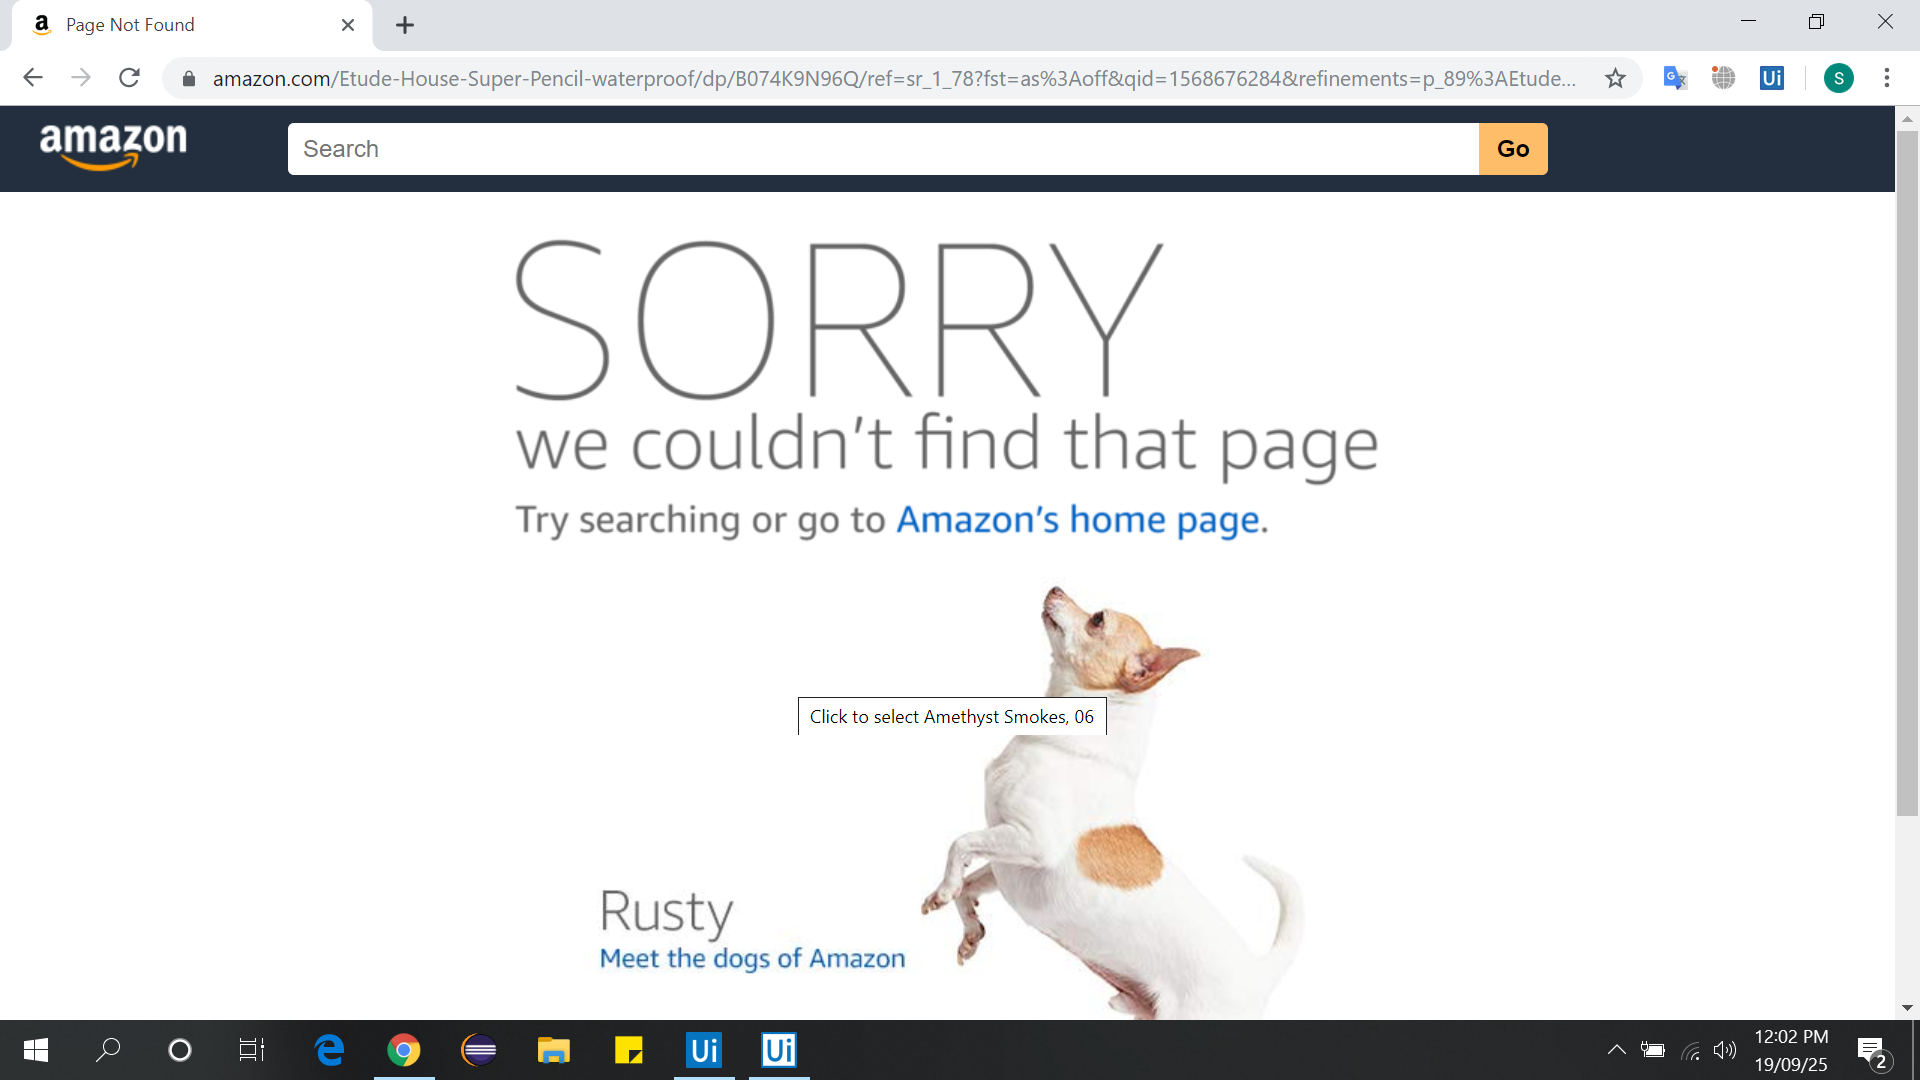 Page Not Found
amazon.com/Etude-House-Super-Pencil-waterproof/dp/B074K9N96Q/ref=sr_1_78?fst=as%3Aoff&qid=1568676284&refinements=p_89%3AEtude...
Ui
S
amazon
Search
Go
SORRY
we couldn't find that page
Try searching or go to Amazon's home page.
Click to select Amethyst Smokes, 06
Rusty
Meet the dogs of Amazon
Ui
Ui
12:02 PM
19/09/25
2